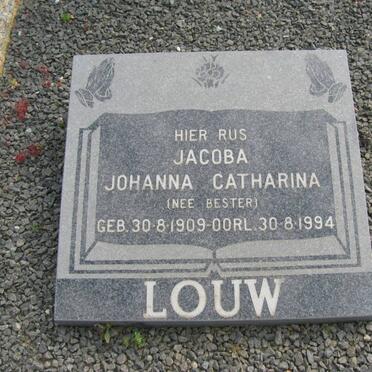 HIER RUS
JACOBA
JOHANNA CATHARINA
(NEE BESTER)
GEB. 30·8·1909-OORL. 30·8·1994
LOUW